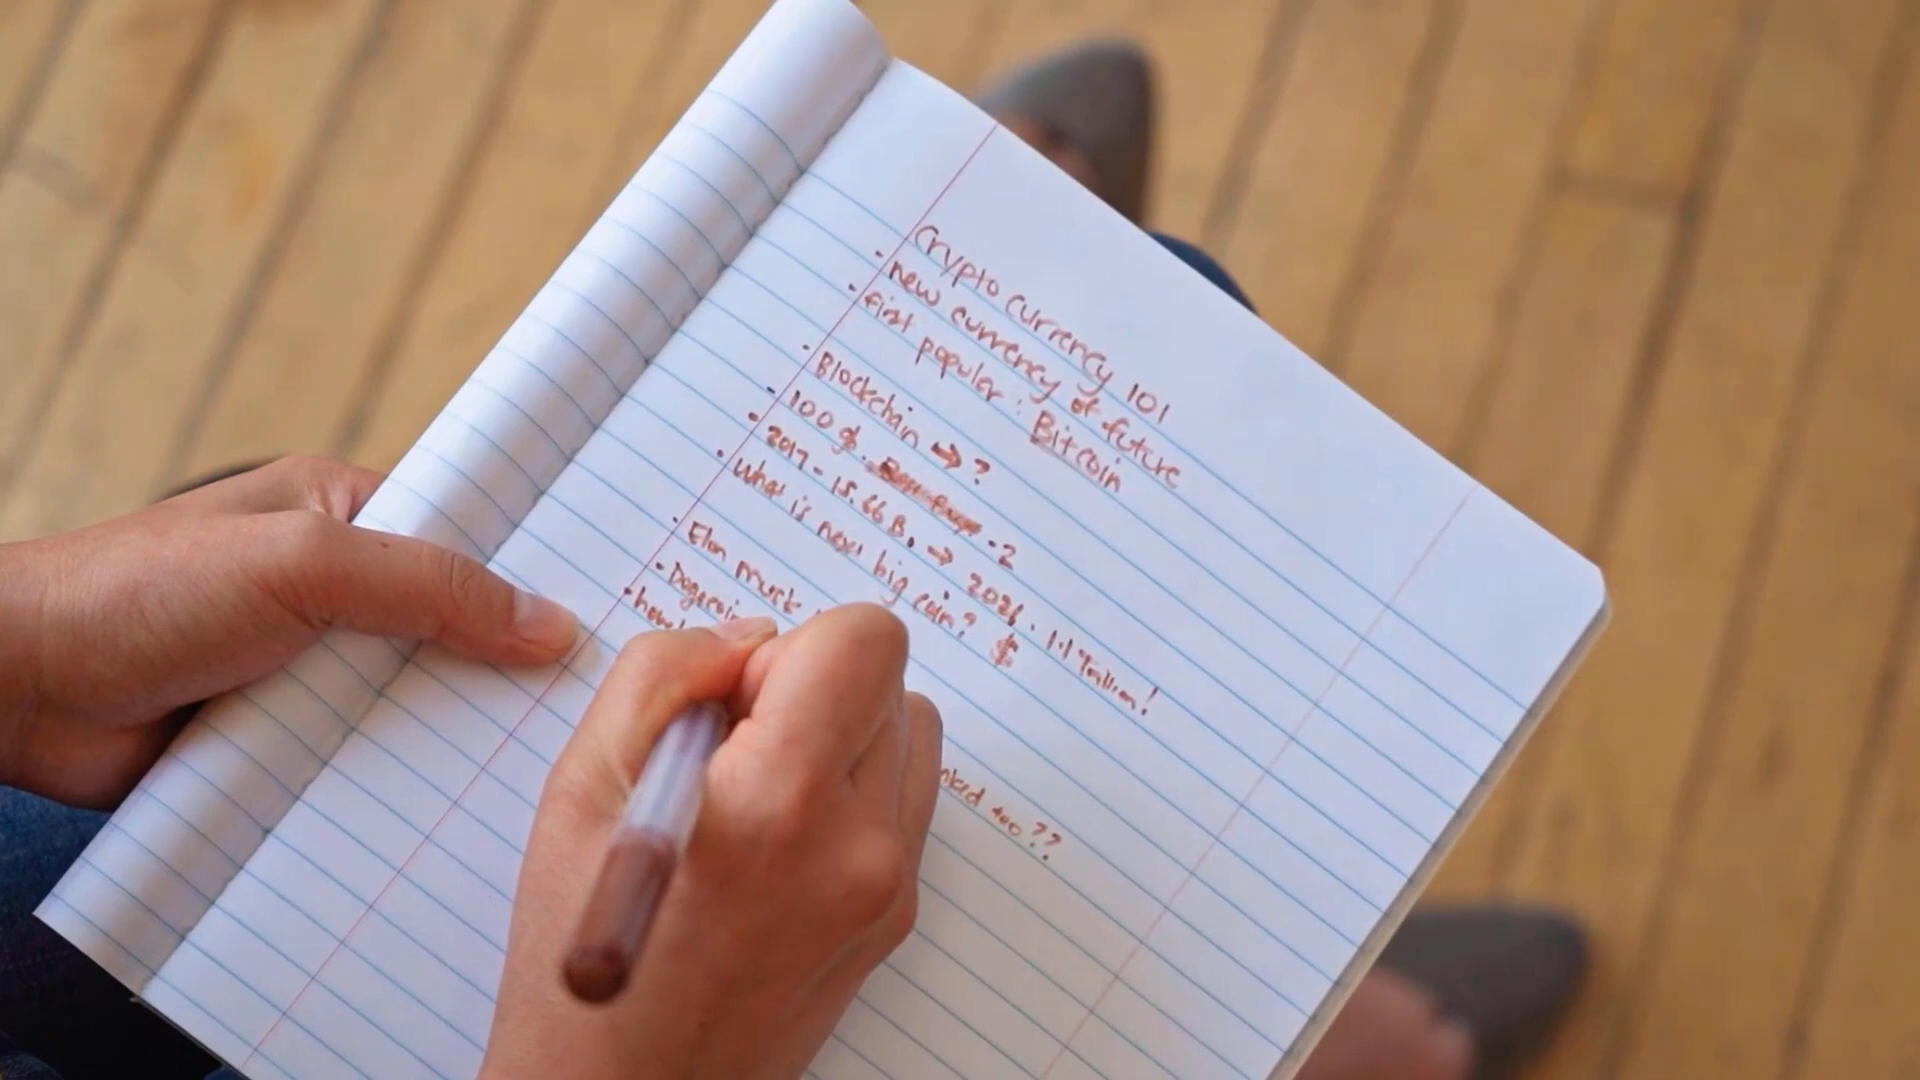 Crypto Currency 101
· new currency of future
· first popular : Bitcoin
· Blockchain → ?
· 100 $. - 2
· 2017 - 15.66 B. → 2021. 1.1 Trillion!
· What is next big coin? $
· Elon Musk
· Dogecoin
· how
too ??